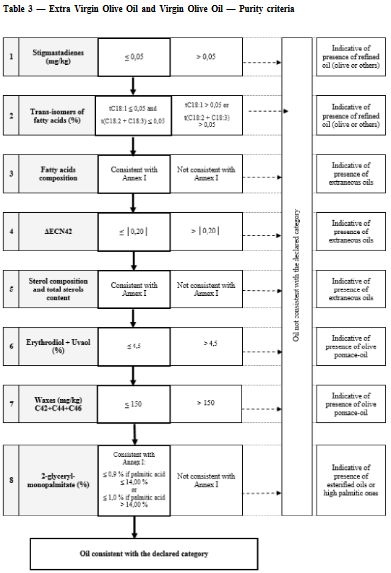 Table 3 — Extra Virgin Olive Oil and Virgin Olive Oil — Purity criteria
1
Stigmastadienes
(mg/kg)
≤ 0,05
> 0,05
Indicative of
presence of refined
oil (olive or others)
2
Trans-isomers of
fatty acids (%)
tC18:1 ≤ 0,05 and
t(C18:2 + C18:3) ≤ 0,05
tC18:1 > 0,05 or
t(C18:2 + C18:3)
> 0,05
Indicative of
presence of refined
oil (olive or others)
3
Fatty acids
composition
Consistent with
Annex I
Not consistent with
Annex I
Indicative of
presence of
extraneous oils
4
ΔECN42
≤ |0,20|
> |0,20|
Indicative of
presence of
extraneous oils
5
Sterol composition
and total sterols
content
Consistent with
Annex I
Not consistent with
Annex I
Indicative of
presence of
extraneous oils
6
Erythrodiol + Uvaol
(%)
≤ 4,5
> 4,5
Indicative of
presence of olive
pomace-oil
7
Waxes (mg/kg)
C42+C44+C46
≤ 150
> 150
Indicative of
presence of olive
pomace-oil
8
2-glyceryl-
monopalmitate (%)
Consistent with
Annex I:
≤ 0,9 % if palmitic acid
≤ 14,00 %
or
≤ 1,0 % if palmitic acid
> 14,00 %
Not consistent with
Annex I
Indicative of
presence of
esterified oils or
high palmitic ones
Oil not consistent with the declared category
Oil consistent with the declared category